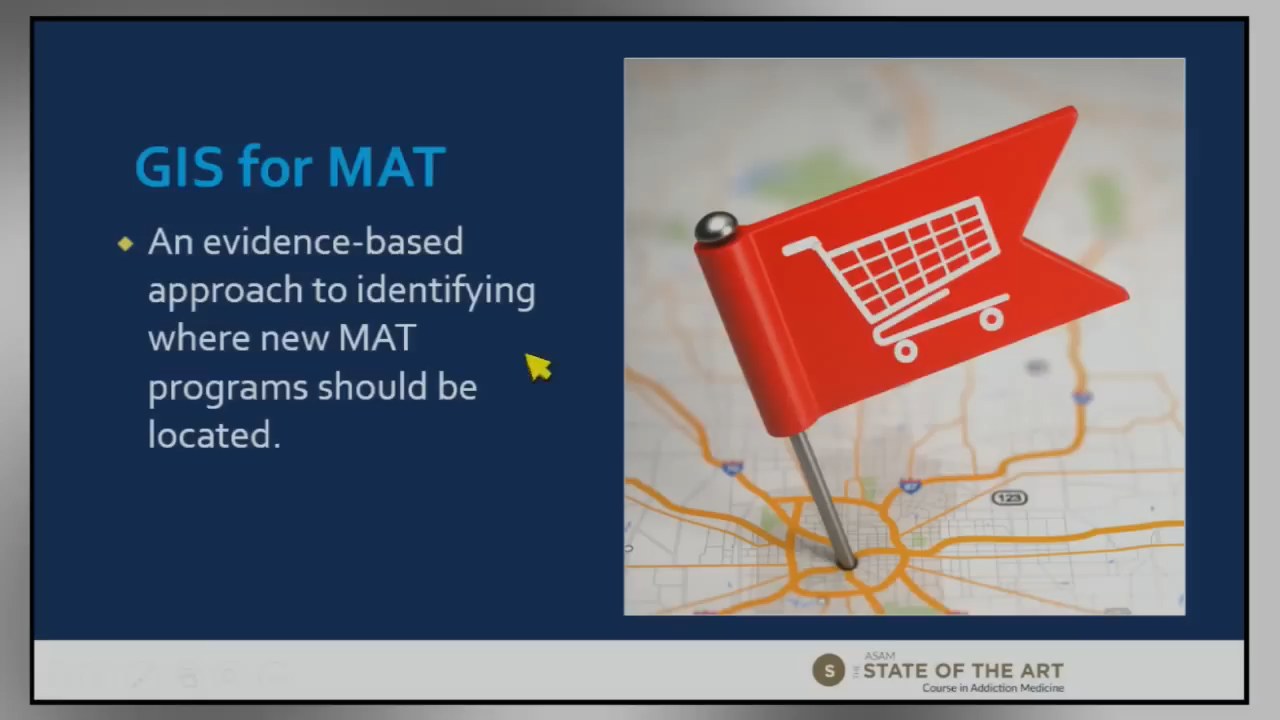 GIS for MAT
An evidence-based
approach to identifying
where new MAT
programs should be
located.
123
S
ASAM
THE STATE OF THE ART
Course in Addiction Medicine